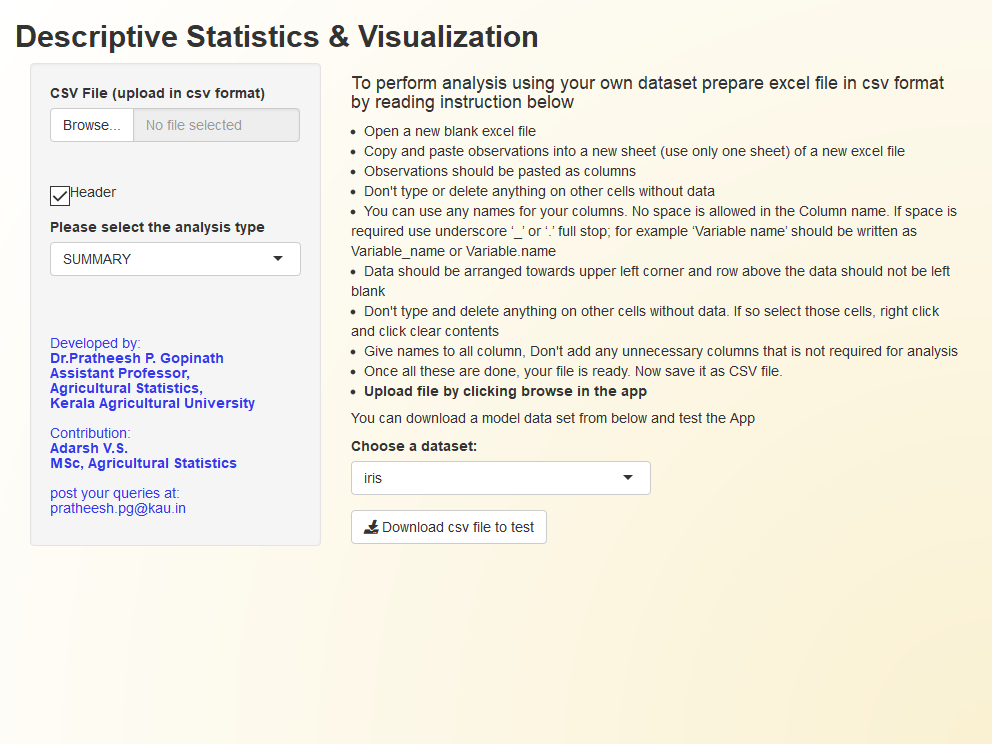 Descriptive Statistics & Visualization
CSV File (upload in csv format)
Browse... No file selected
Header
Please select the analysis type
SUMMARY
Developed by:
Dr.Pratheesh P. Gopinath
Assistant Professor,
Agricultural Statistics,
Kerala Agricultural University
Contribution:
Adarsh V.S.
MSc, Agricultural Statistics
post your queries at:
pratheesh.pg@kau.in
To perform analysis using your own dataset prepare excel file in csv format
by reading instruction below
• Open a new blank excel file
• Copy and paste observations into a new sheet (use only one sheet) of a new excel file
• Observations should be pasted as columns
• Don't type or delete anything on other cells without data
• You can use any names for your columns. No space is allowed in the Column name. If space is
required use underscore ‘_’ or ‘.’ full stop; for example ‘Variable name’ should be written as
Variable_name or Variable.name
• Data should be arranged towards upper left corner and row above the data should not be left
blank
• Don't type and delete anything on other cells without data. If so select those cells, right click
and click clear contents
• Give names to all column, Don't add any unnecessary columns that is not required for analysis
• Once all these are done, your file is ready. Now save it as CSV file.
• Upload file by clicking browse in the app
You can download a model data set from below and test the App
Choose a dataset:
iris
Download csv file to test